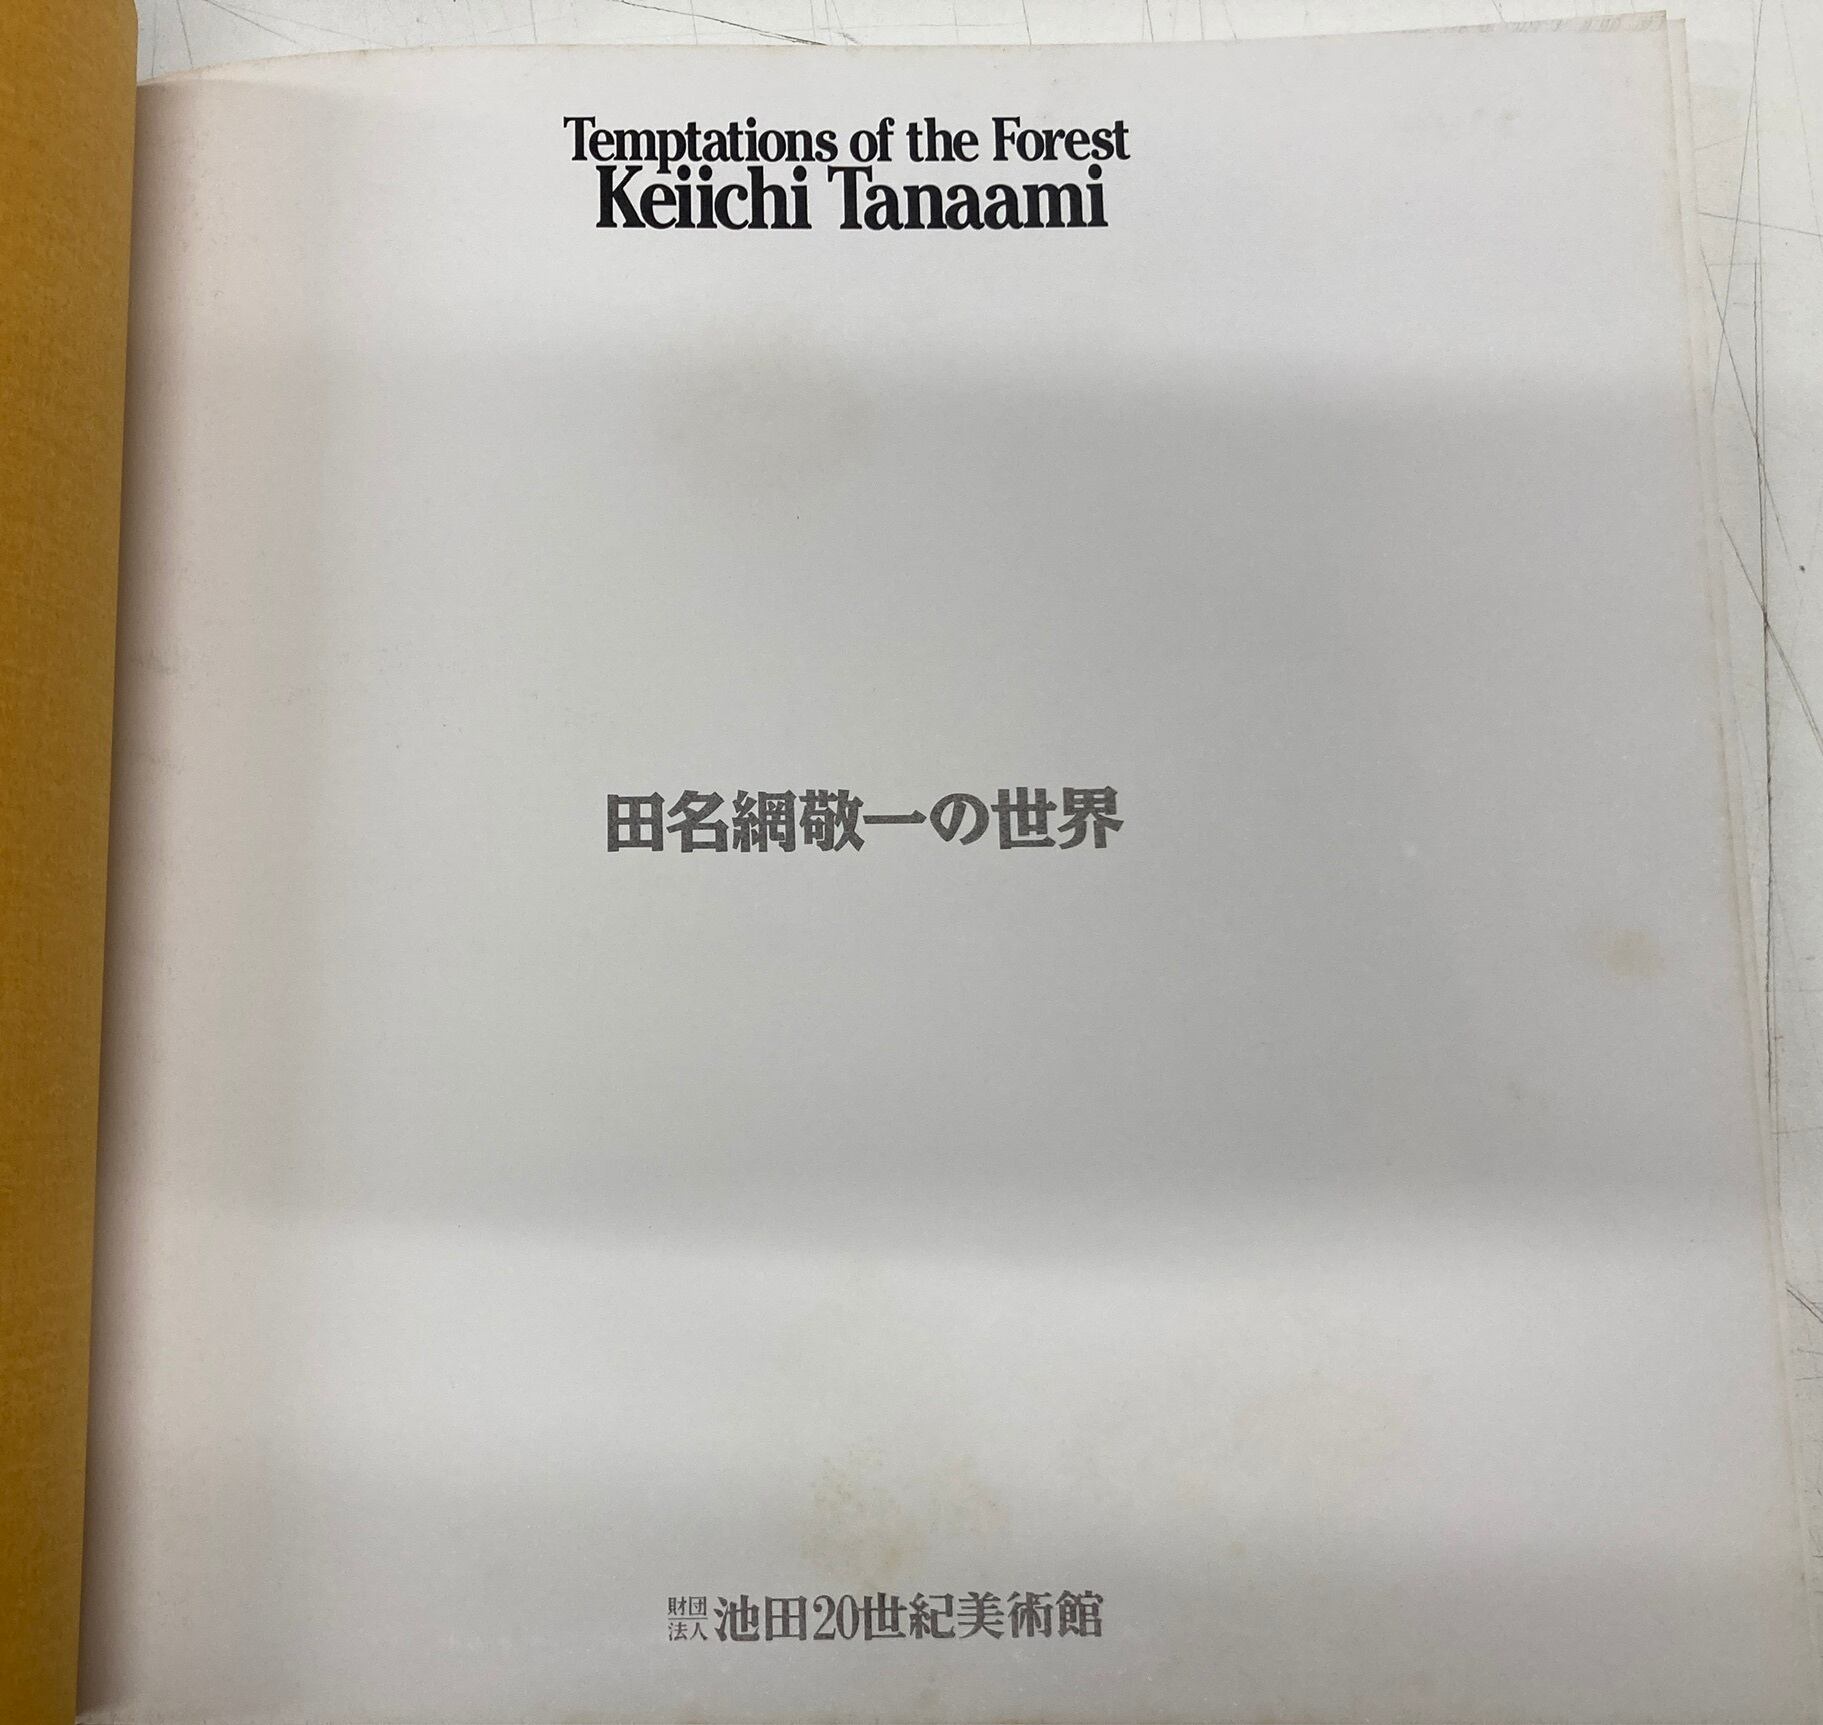 Temptations of the Forest
Keiichi Tanaami
田名網敬一の世界
財団法人 池田20世紀美術館